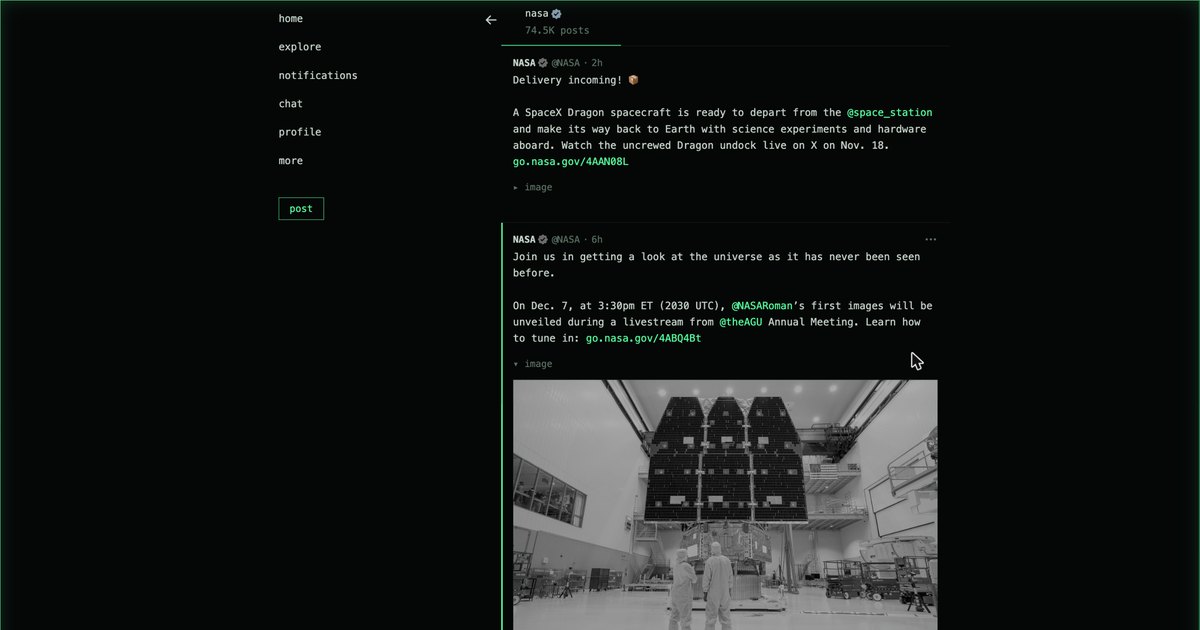 home
explore
notifications
chat
profile
more
post
nasa
74.5K posts
NASA @NASA · 2h
Delivery incoming! 📦
A SpaceX Dragon spacecraft is ready to depart from the @space_station
and make its way back to Earth with science experiments and hardware
aboard. Watch the uncrewed Dragon undock live on X on Nov. 18.
go.nasa.gov/4AAN08L
▸ image
NASA @NASA · 6h
Join us in getting a look at the universe as it has never been seen
before.
On Dec. 7, at 3:30pm ET (2030 UTC), @NASARoman’s first images will be
unveiled during a livestream from @theAGU Annual Meeting. Learn how
to tune in: go.nasa.gov/4ABQ4Bt
▾ image